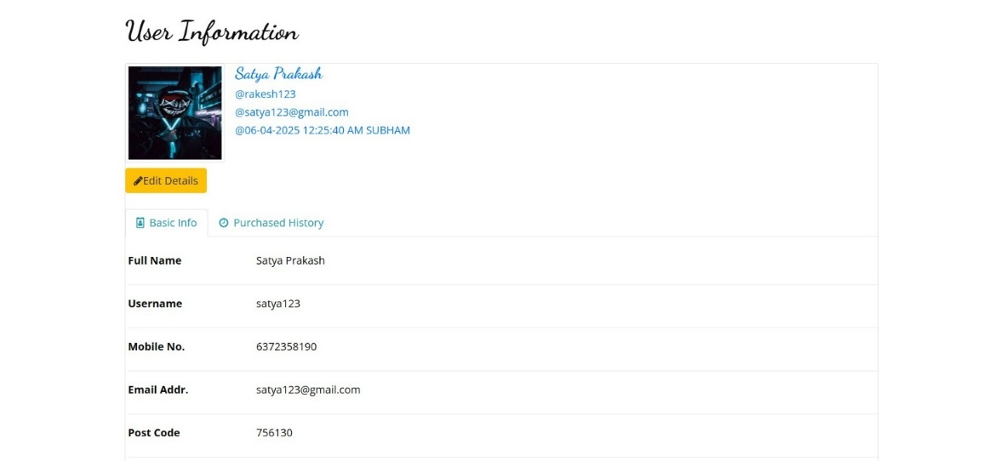 User Information
Satya Prakash
@rakesh123
@satya123@gmail.com
@06-04-2025 12:25:40 AM SUBHAM
Edit Details
Basic Info Purchased History
Full Name Satya Prakash
Username satya123
Mobile No. 6372358190
Email Addr. satya123@gmail.com
Post Code 756130